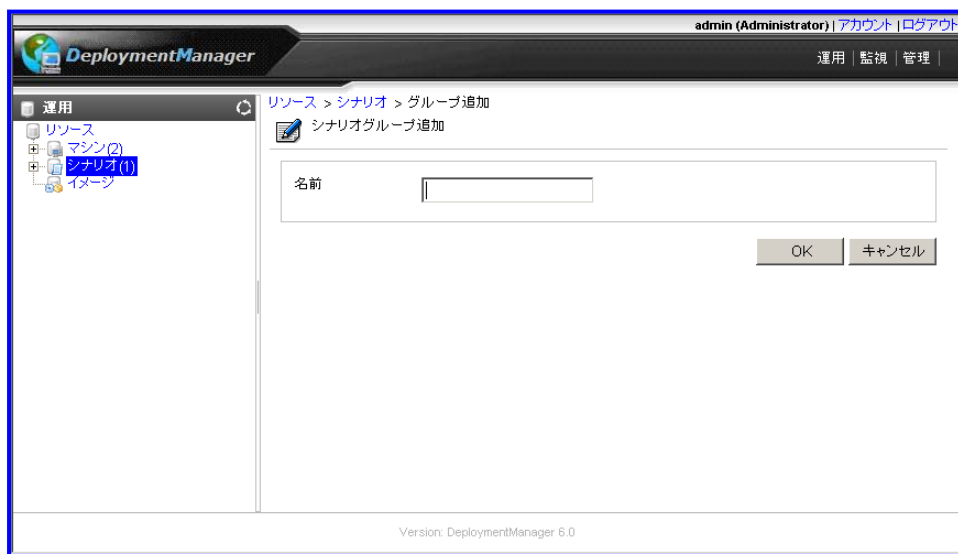 admin (Administrator) | アカウント | ログアウト
DeploymentManager
運用 | 監視 | 管理 |
運用
リソース
マシン(2)
シナリオ(1)
イメージ
リソース > シナリオ > グループ追加
シナリオグループ追加
名前
OK
キャンセル
Version: DeploymentManager 6.0